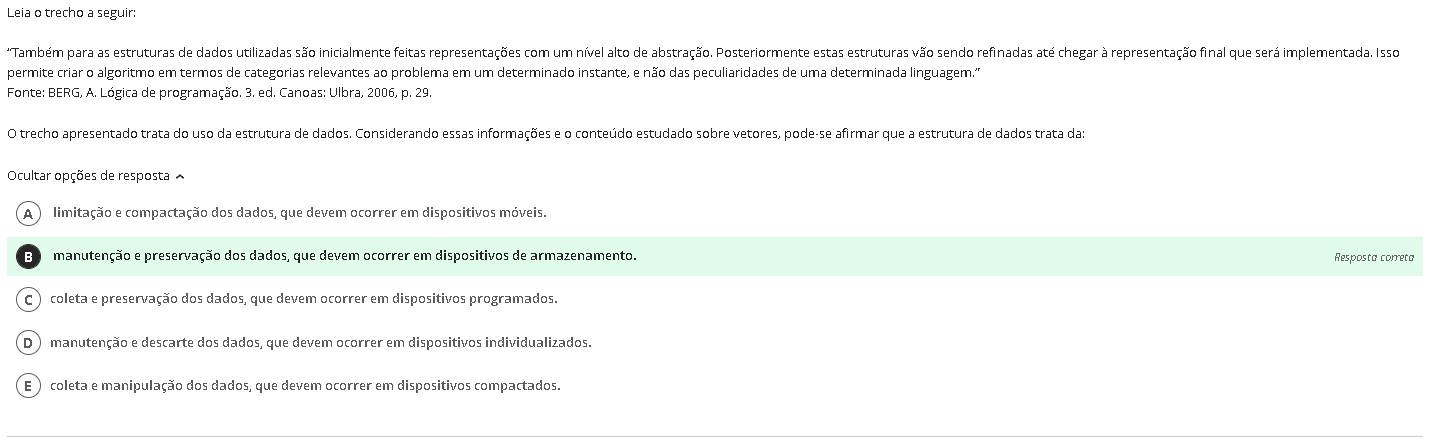 Leia o trecho a seguir:
“Também para as estruturas de dados utilizadas são inicialmente feitas representações com um nível alto de abstração. Posteriormente estas estruturas vão sendo refinadas até chegar à representação final que será implementada. Isso
permite criar o algoritmo em termos de categorias relevantes ao problema em um determinado instante, e não das peculiaridades de uma determinada linguagem.”
Fonte: BERG, A. Lógica de programação. 3. ed. Canoas: Ulbra, 2006, p. 29.
O trecho apresentado trata do uso da estrutura de dados. Considerando essas informações e o conteúdo estudado sobre vetores, pode-se afirmar que a estrutura de dados trata da:
Ocultar opções de resposta
A limitação e compactação dos dados, que devem ocorrer em dispositivos móveis.
B manutenção e preservação dos dados, que devem ocorrer em dispositivos de armazenamento. Resposta correta
C coleta e preservação dos dados, que devem ocorrer em dispositivos programados.
D manutenção e descarte dos dados, que devem ocorrer em dispositivos individualizados.
E coleta e manipulação dos dados, que devem ocorrer em dispositivos compactados.